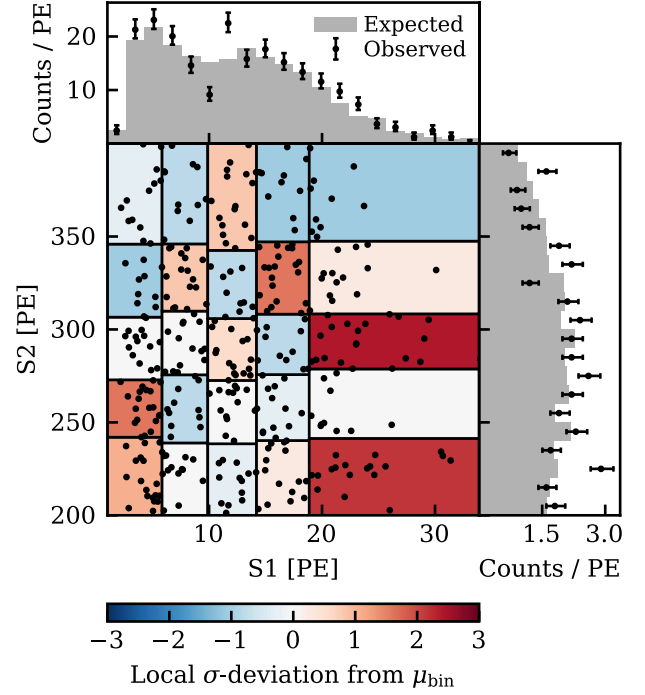 Counts / PE
20
10
Expected
Observed
S2 [PE]
350
300
250
200
10
20
30
S1 [PE]
1.5
3.0
Counts / PE
−3
−2
−1
0
1
2
3
Local σ-deviation from μbin